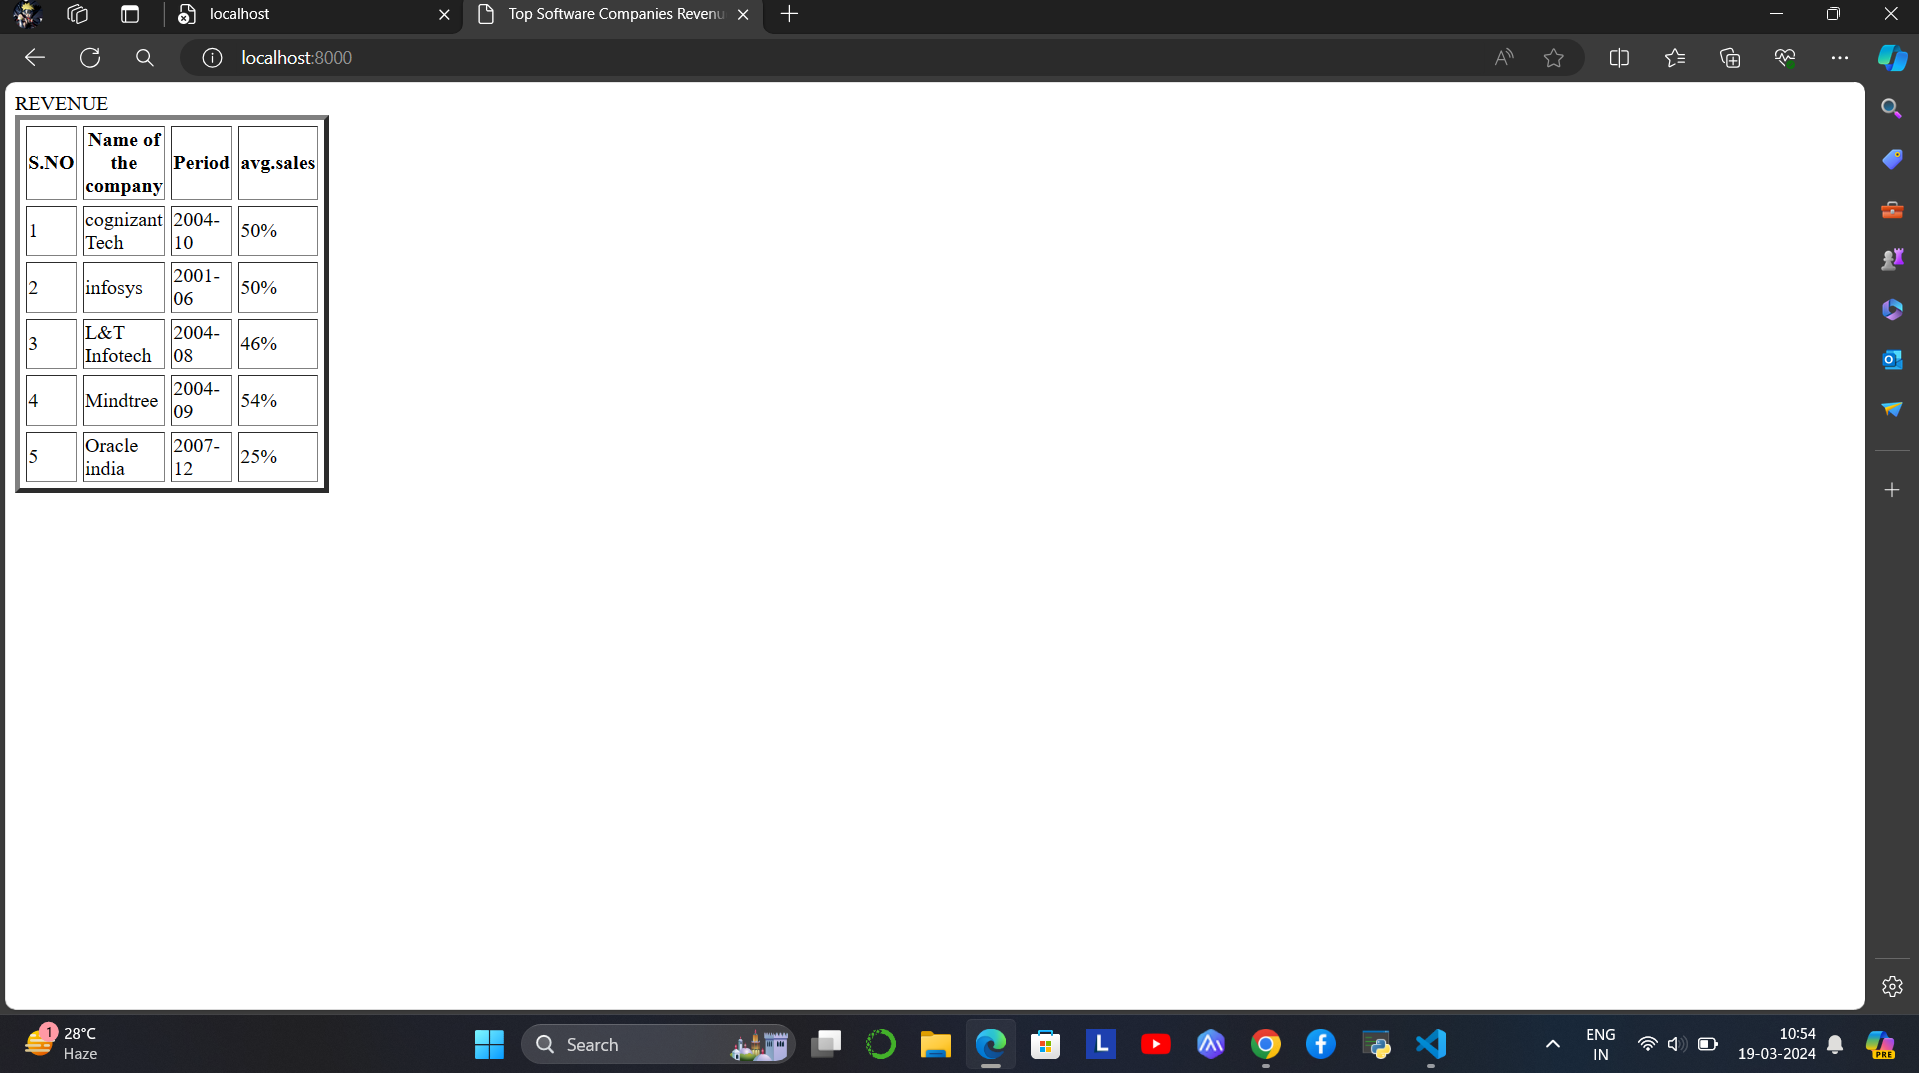 localhost
Top Software Companies Revenu
localhost:8000
REVENUE
S.NO
Name of
the
company
Period
avg.sales
1
cognizant
Tech
2004-
10
50%
2
infosys
2001-
06
50%
3
L&T
Infotech
2004-
08
46%
4
Mindtree
2004-
09
54%
5
Oracle
india
2007-
12
25%
1
28°C
Haze
Search
L
ENG
IN
10:54
19-03-2024
PRE